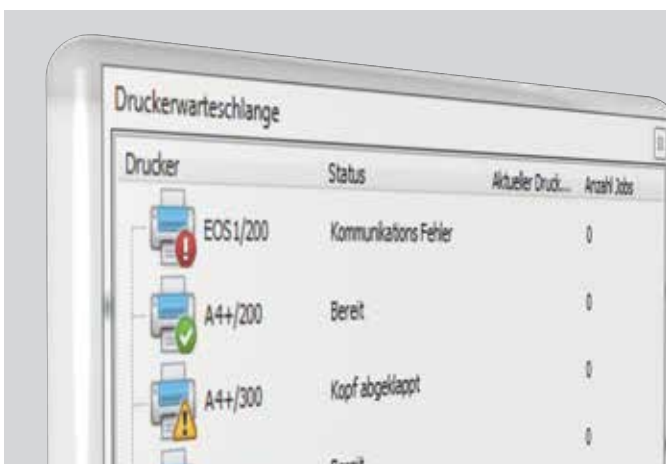 Druckerwarteschlange
Drucker Status Aktueller Druck... Anzahl Jobs
EOS1/200 Kommunikations Fehler 0
A4+/200 Bereit 0
A4+/300 Kopf abgeklappt 0
Bereit 0